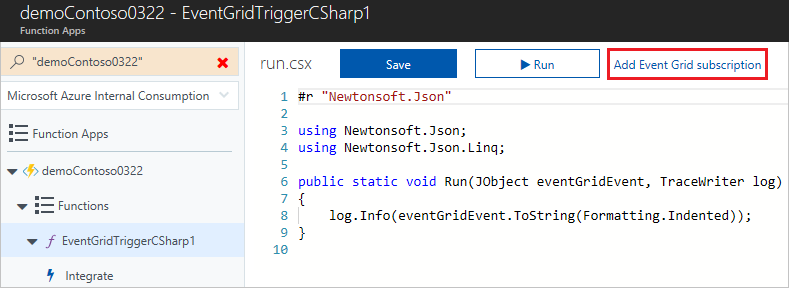 demoContoso0322 - EventGridTriggerCSharp1
Function Apps
"demoContoso0322"
Microsoft Azure Internal Consumption
Function Apps
demoContoso0322
Functions
EventGridTriggerCSharp1
Integrate
run.csx Save Run Add Event Grid subscription
1 #r "Newtonsoft.Json"
2
3 using Newtonsoft.Json;
4 using Newtonsoft.Json.Linq;
5
6 public static void Run(JObject eventGridEvent, TraceWriter log)
7 {
8 log.Info(eventGridEvent.ToString(Formatting.Indented));
9 }
10